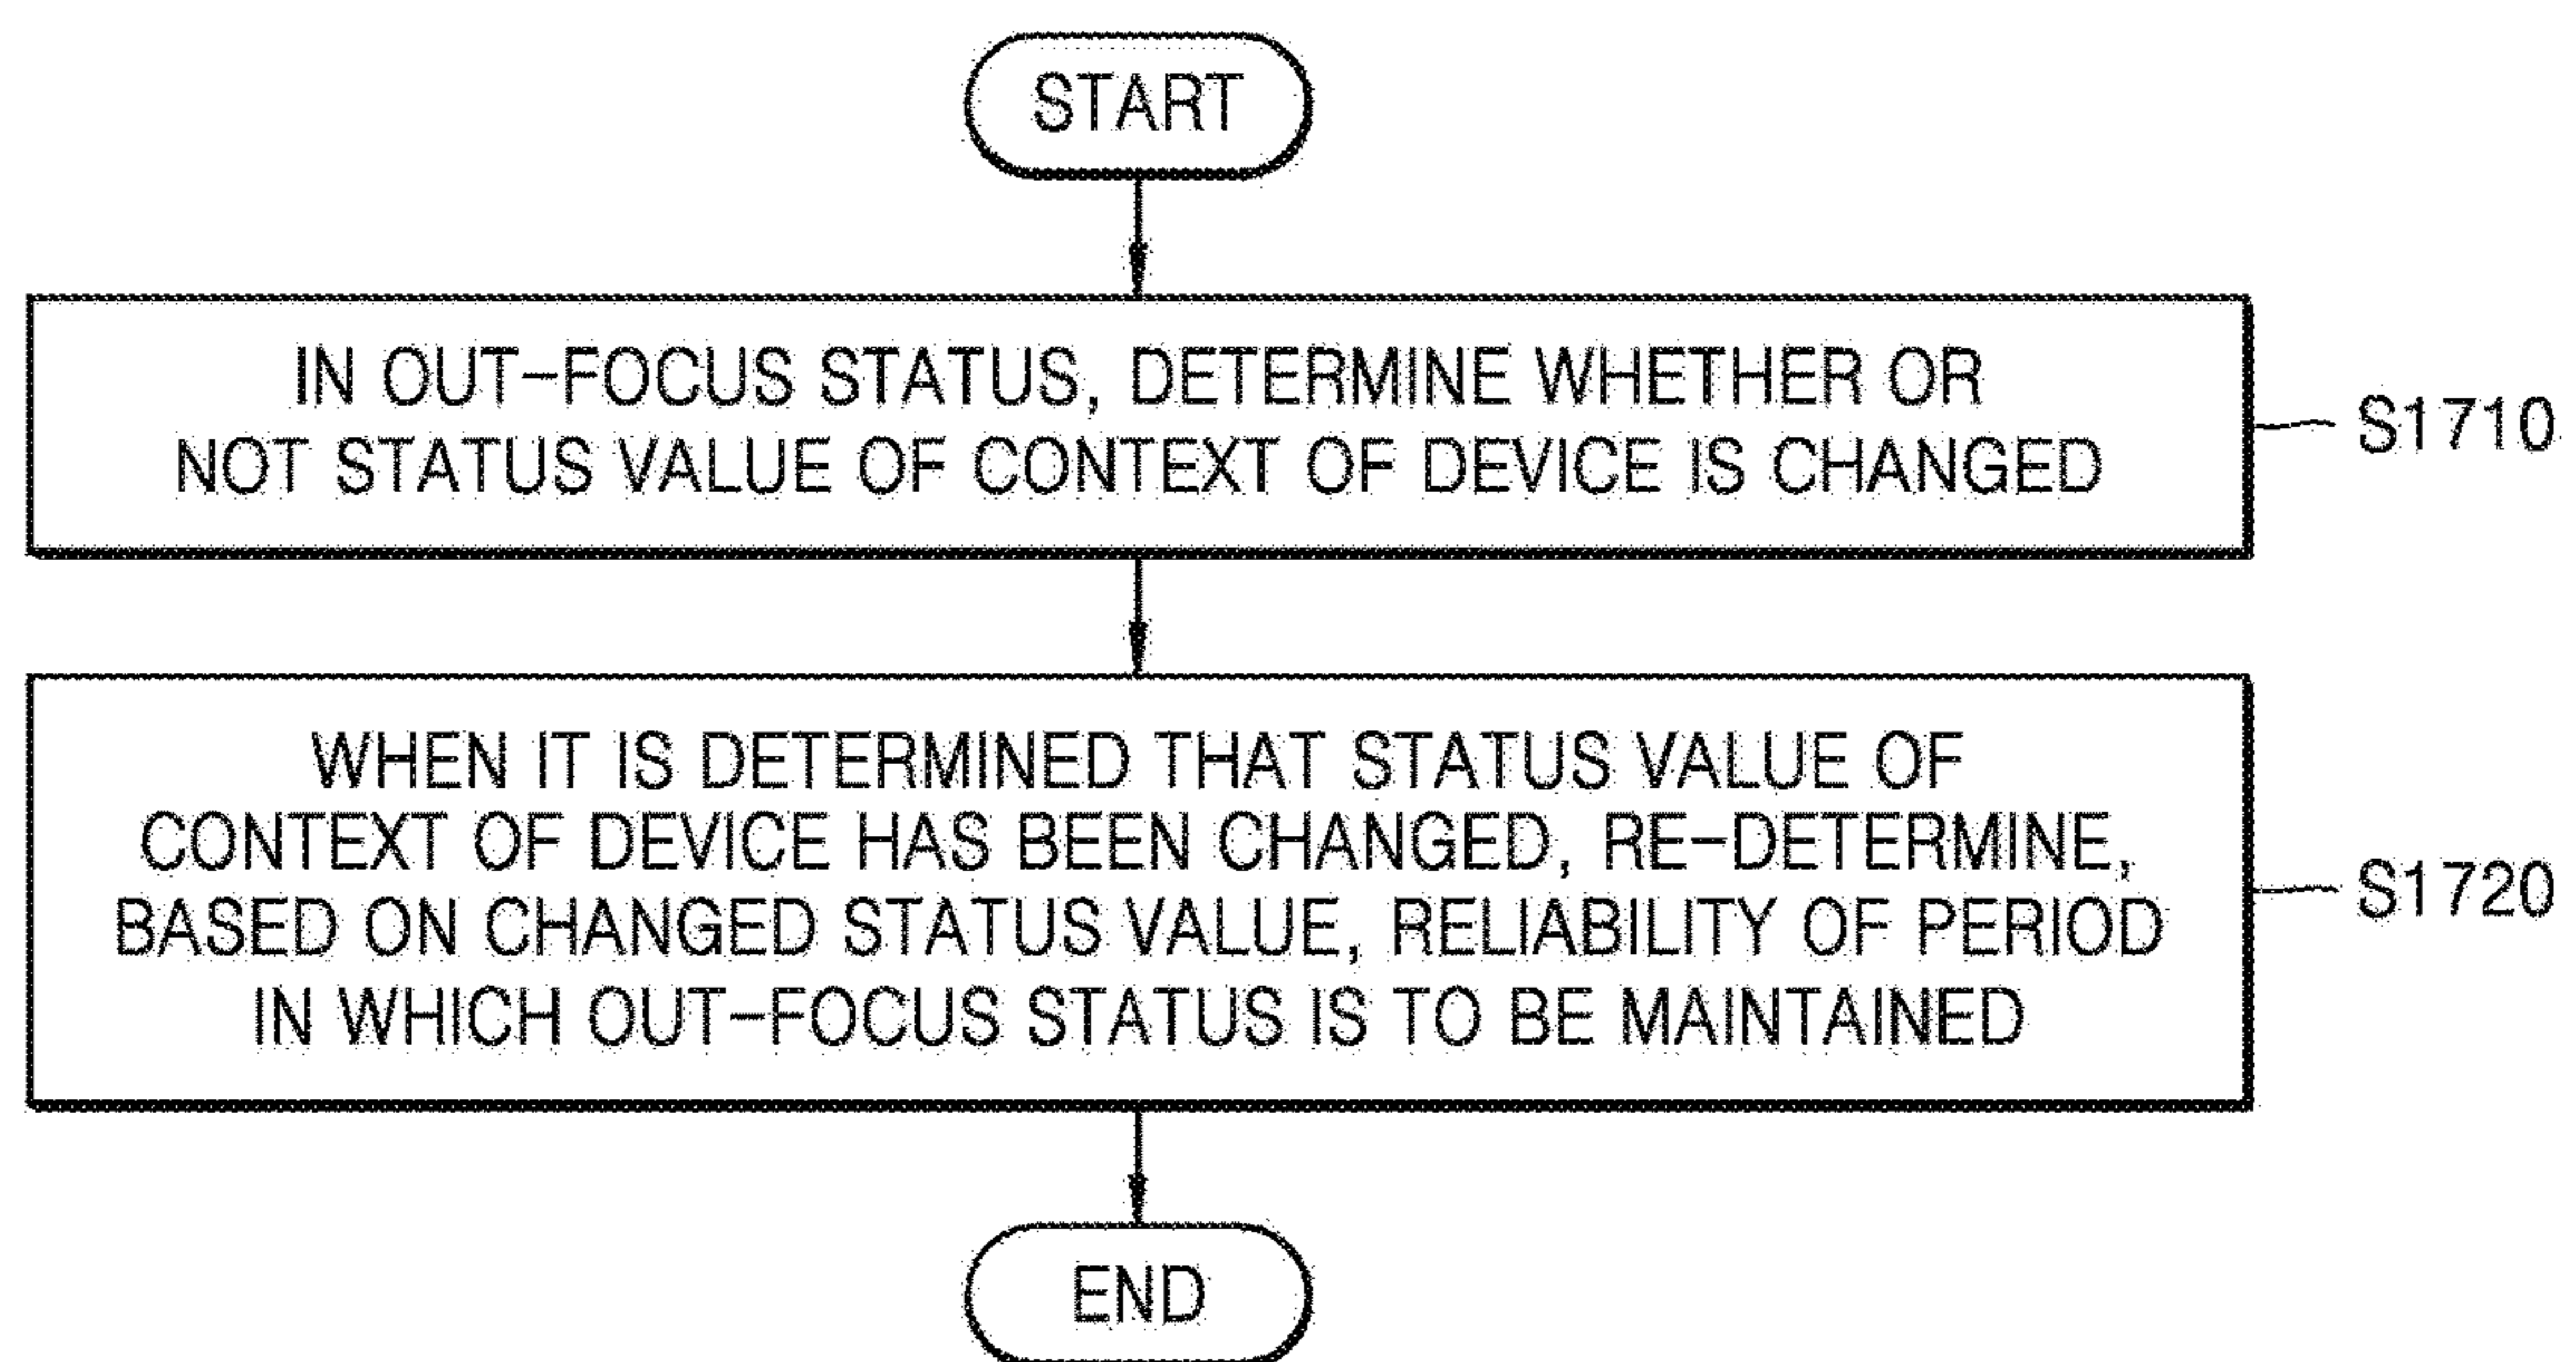 START
IN OUT-FOCUS STATUS, DETERMINE WHETHER OR
NOT STATUS VALUE OF CONTEXT OF DEVICE IS CHANGED
S1710
WHEN IT IS DETERMINED THAT STATUS VALUE OF
CONTEXT OF DEVICE HAS BEEN CHANGED, RE-DETERMINE,
BASED ON CHANGED STATUS VALUE, RELIABILITY OF PERIOD
IN WHICH OUT-FOCUS STATUS IS TO BE MAINTAINED
S1720
END